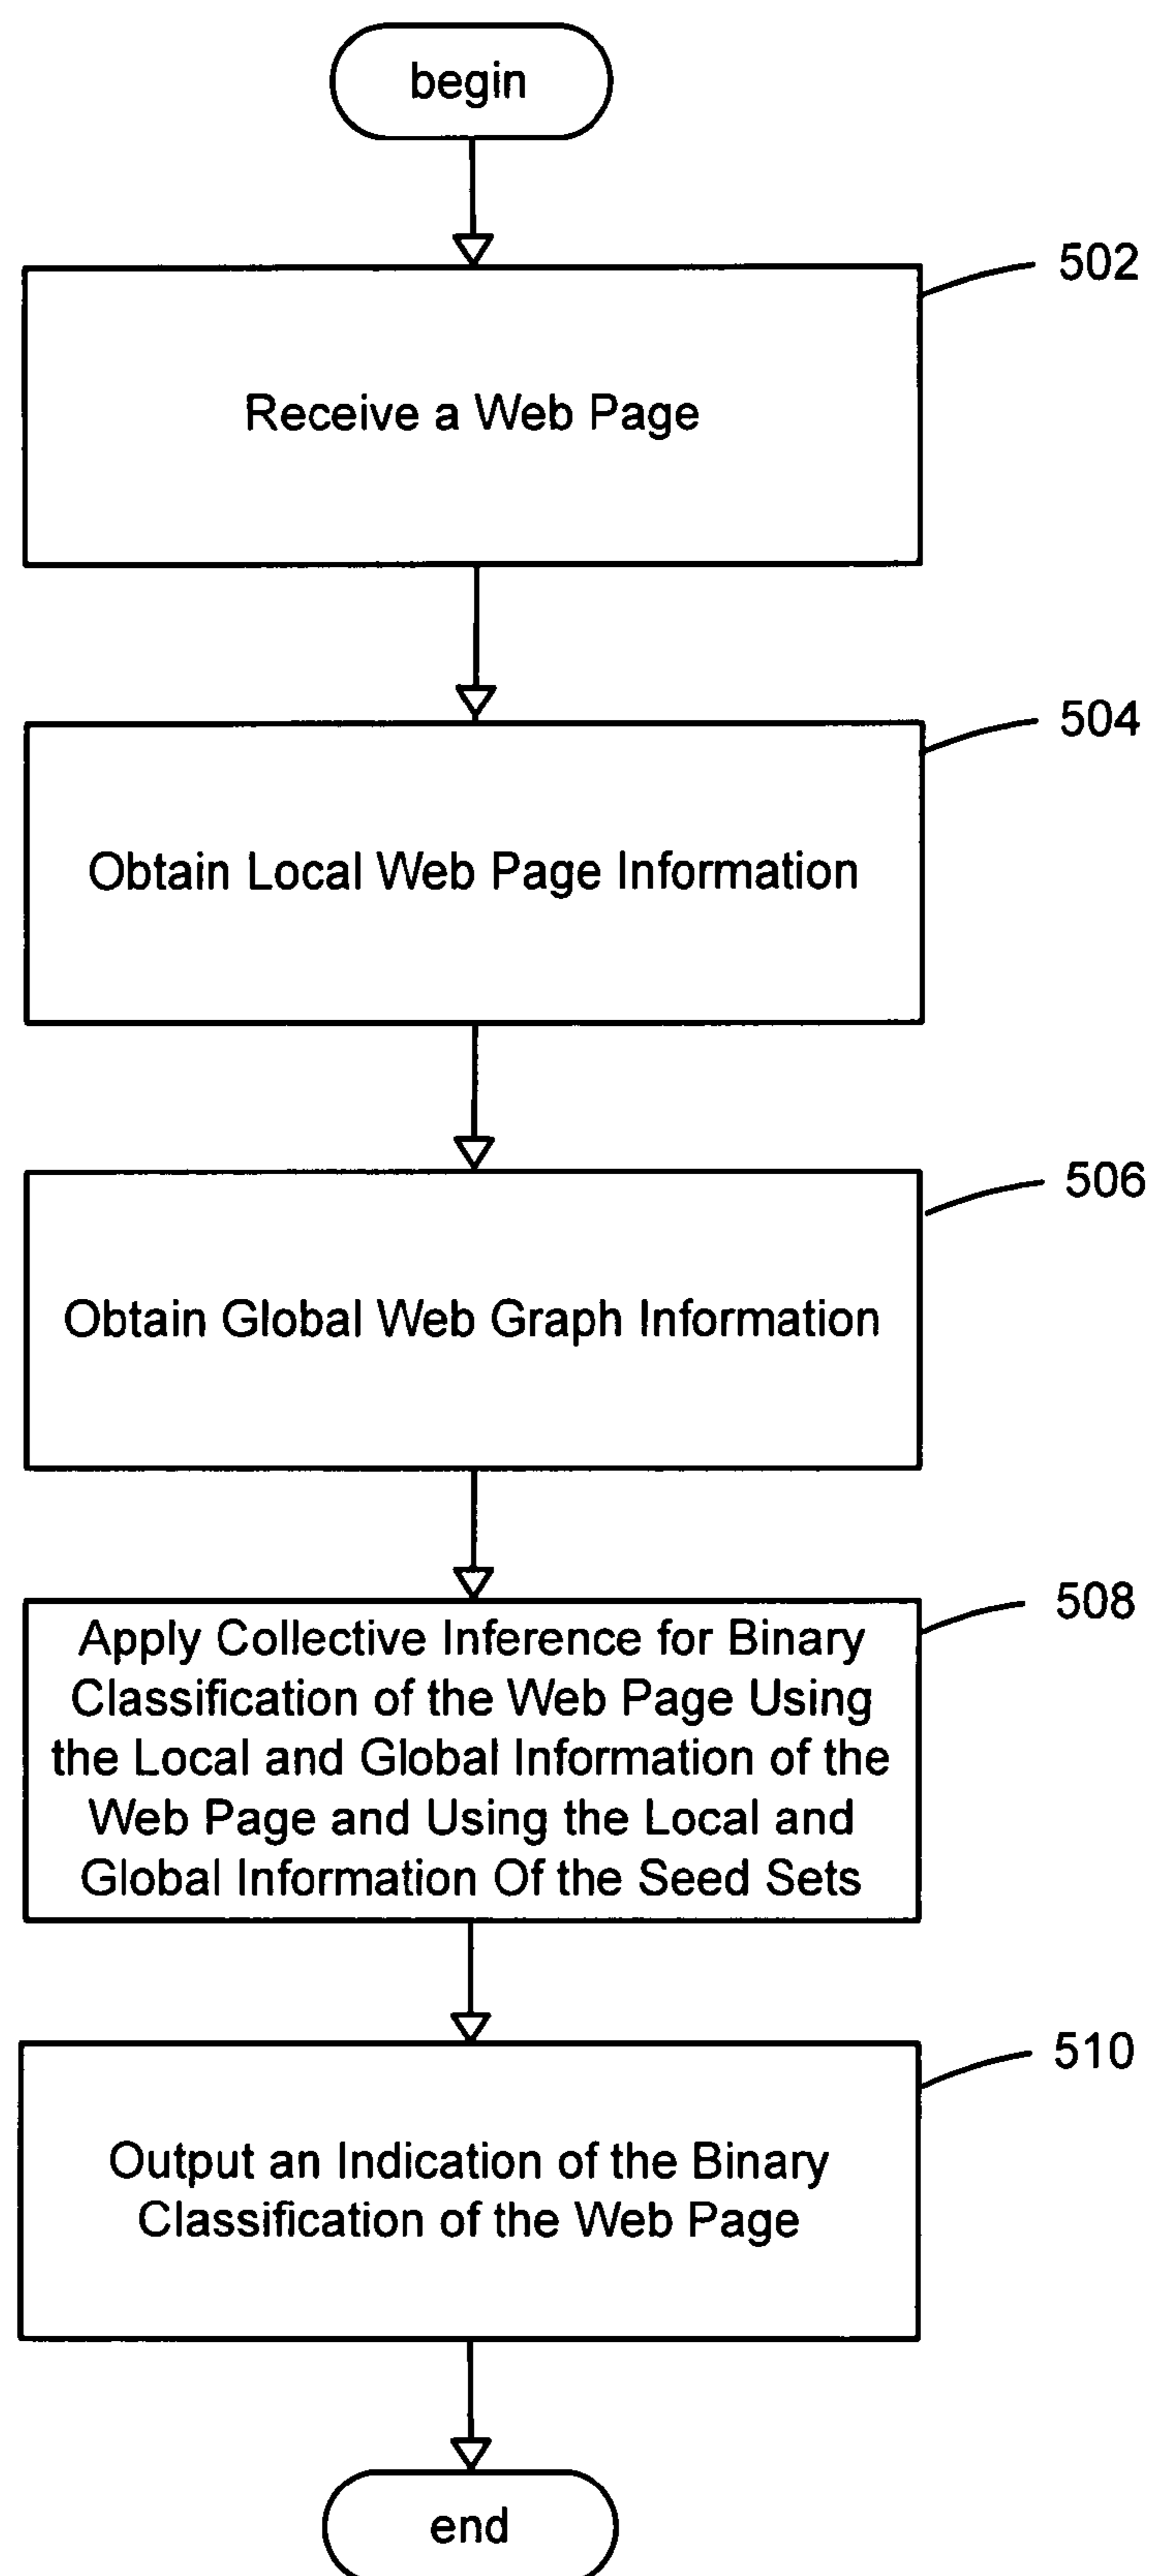 begin
502
Receive a Web Page
504
Obtain Local Web Page Information
506
Obtain Global Web Graph Information
508
Apply Collective Inference for Binary
Classification of the Web Page Using
the Local and Global Information of the
Web Page and Using the Local and
Global Information Of the Seed Sets
510
Output an Indication of the Binary
Classification of the Web Page
end